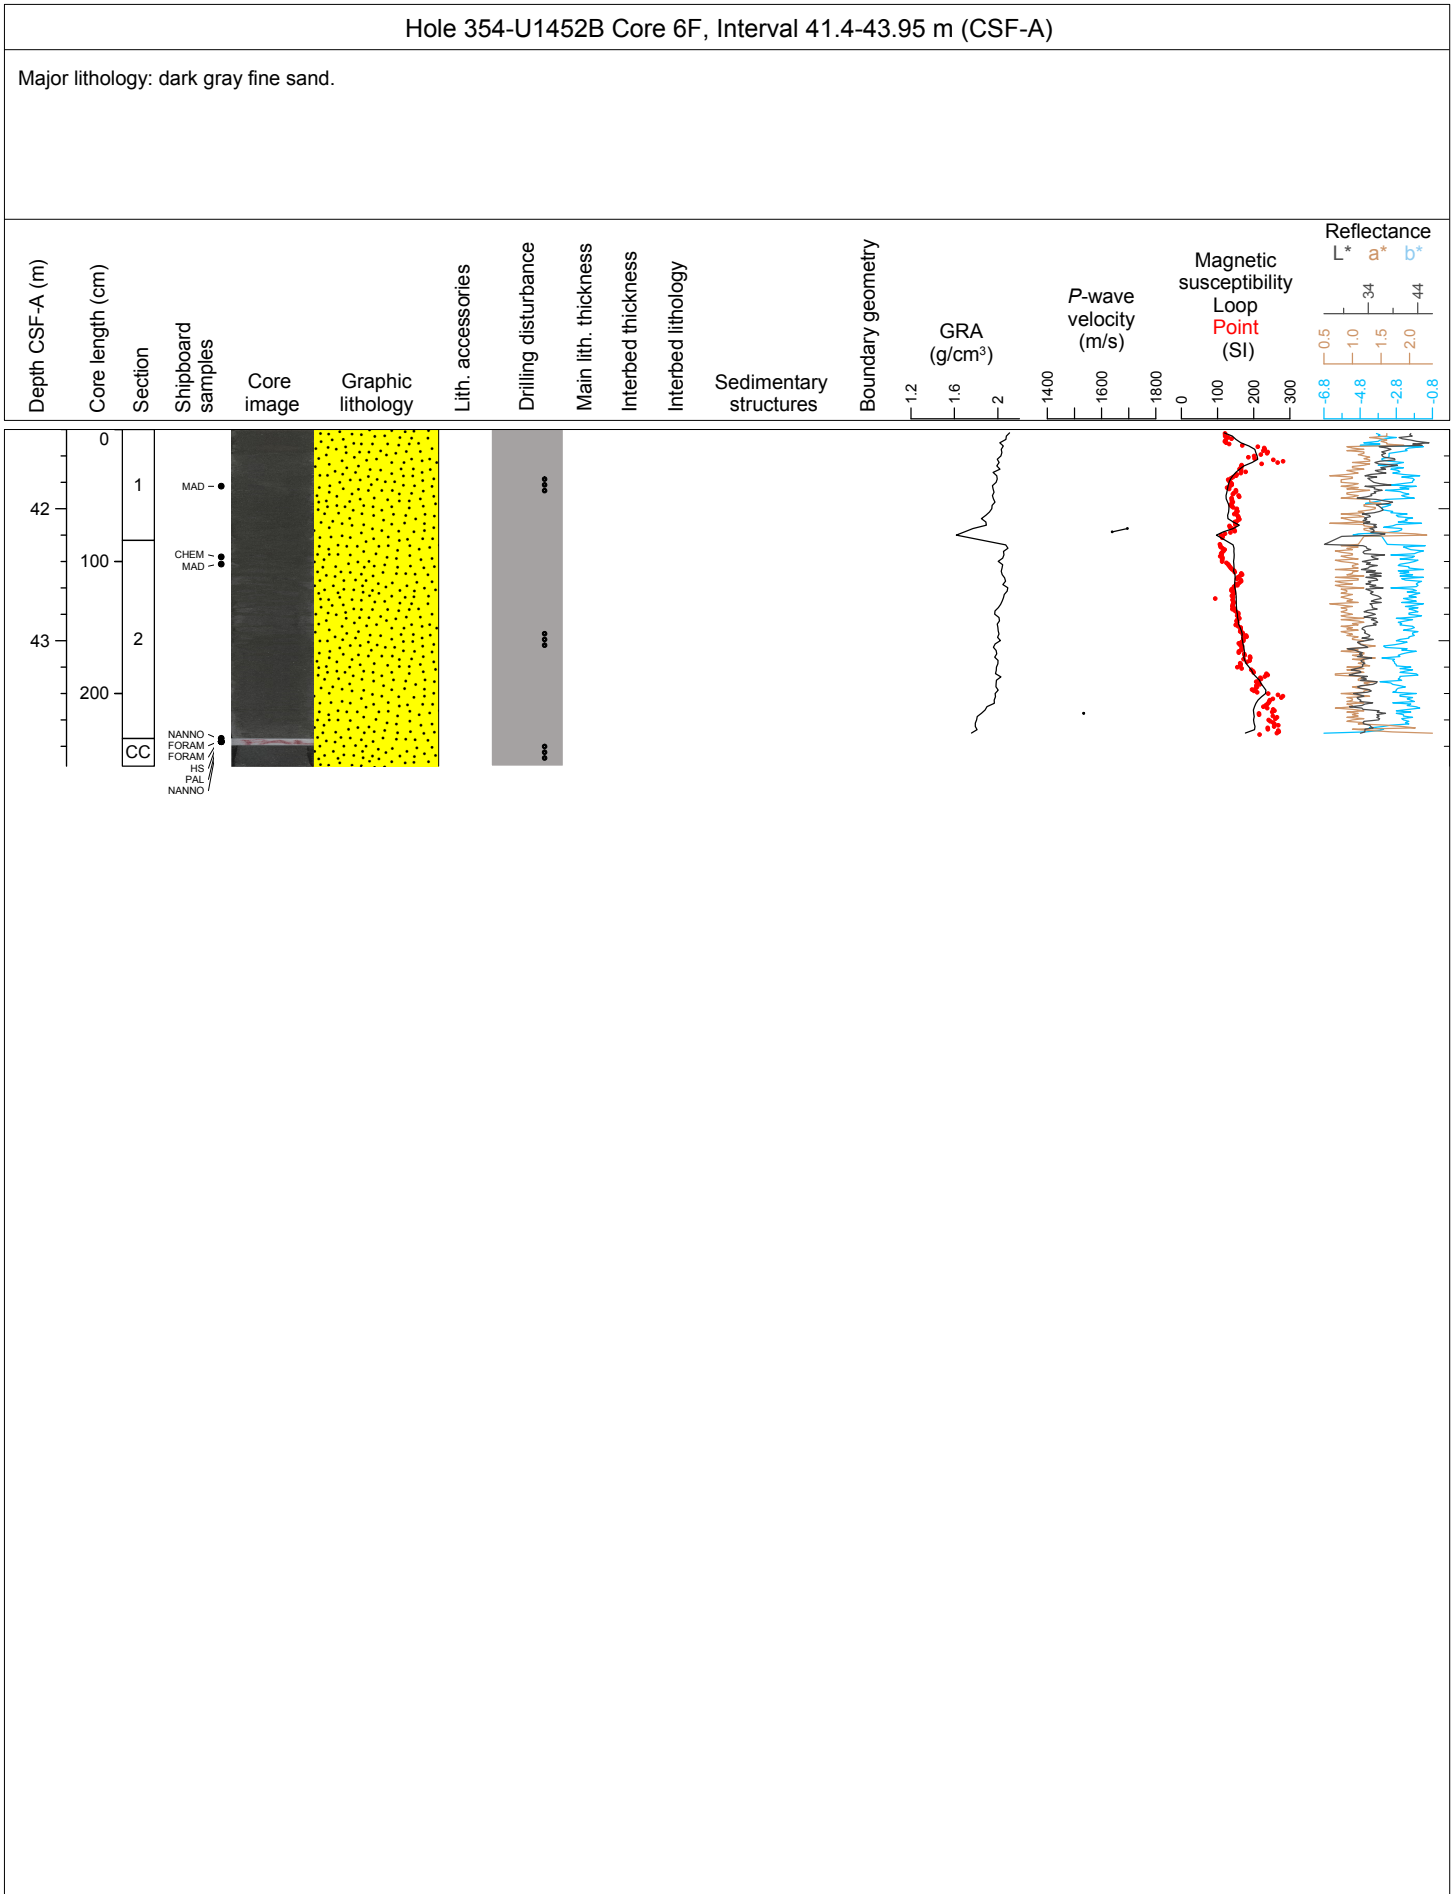 Hole 354-U1452B Core 6F, Interval 41.4-43.95 m (CSF-A)
Major lithology: dark gray fine sand.
Depth CSF-A (m)
Core length (cm)
Section
Shipboard
samples
Core
image
Graphic
lithology
Lith. accessories
Drilling disturbance
Main lith. thickness
Interbed thickness
Interbed lithology
Sedimentary
structures
Boundary geometry
GRA
(g/cm³)
1.2
1.6
2
P-wave
velocity
(m/s)
1400
1600
1800
Magnetic
susceptibility
Loop
Point
(SI)
0
100
200
300
Reflectance
L* a* b*
34
44
0.5
1.0
1.5
2.0
-6.8
-4.8
-2.8
-0.8
0
1
MAD
42
CHEM
100
MAD
43
2
200
NANNO
FORAM
CC
FORAM
HS
PAL
NANNO